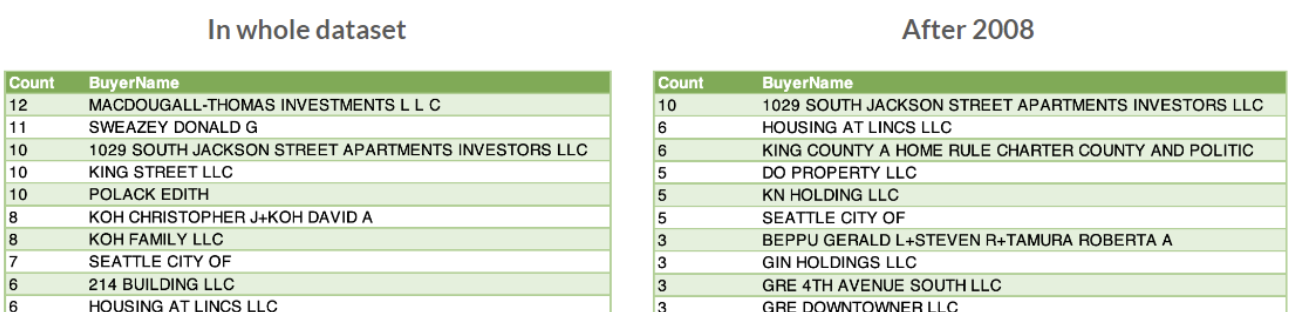 In whole dataset
Count BuyerName
12 MACDOUGALL-THOMAS INVESTMENTS L L C
11 SWEAZEY DONALD G
10 1029 SOUTH JACKSON STREET APARTMENTS INVESTORS LLC
10 KING STREET LLC
10 POLACK EDITH
8 KOH CHRISTOPHER J+KOH DAVID A
8 KOH FAMILY LLC
7 SEATTLE CITY OF
6 214 BUILDING LLC
6 HOUSING AT LINCS LLC
After 2008
Count BuyerName
10 1029 SOUTH JACKSON STREET APARTMENTS INVESTORS LLC
6 HOUSING AT LINCS LLC
6 KING COUNTY A HOME RULE CHARTER COUNTY AND POLITIC
5 DO PROPERTY LLC
5 KN HOLDING LLC
5 SEATTLE CITY OF
3 BEPPU GERALD L+STEVEN R+TAMURA ROBERTA A
3 GIN HOLDINGS LLC
3 GRE 4TH AVENUE SOUTH LLC
3 GRE DOWNTOWNER LLC